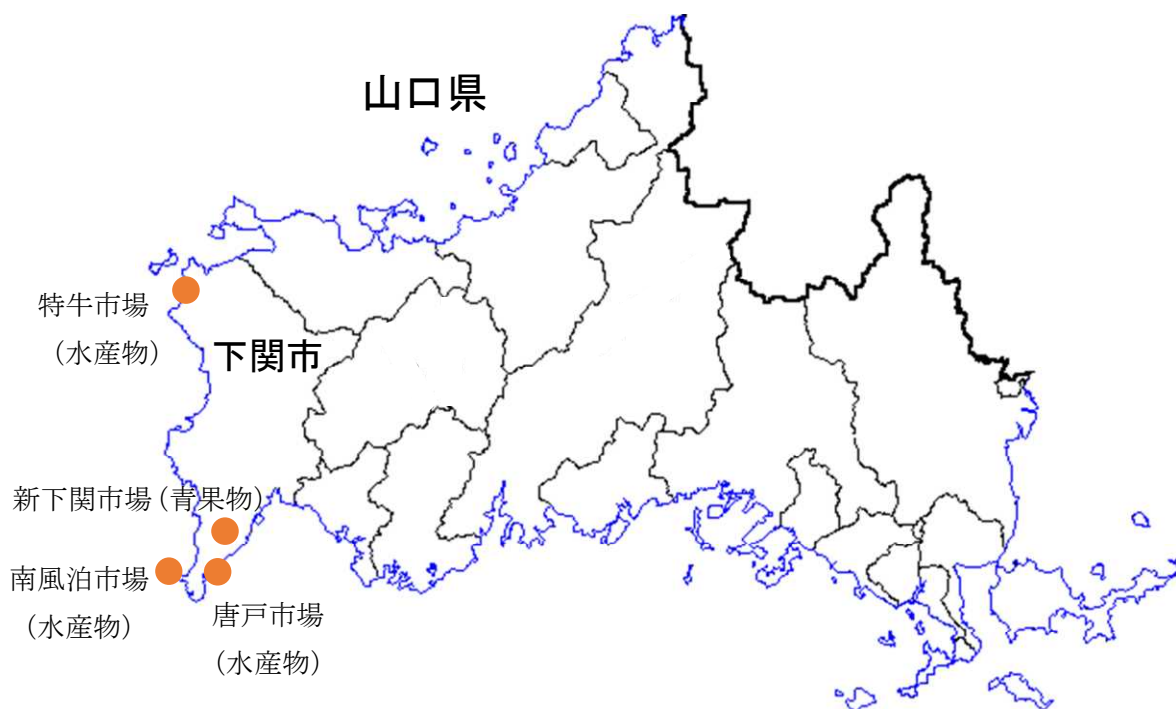 山口県
特牛市場
（水産物）
下関市
新下関市場（青果物）
南風泊市場
（水産物）
唐戸市場
（水産物）